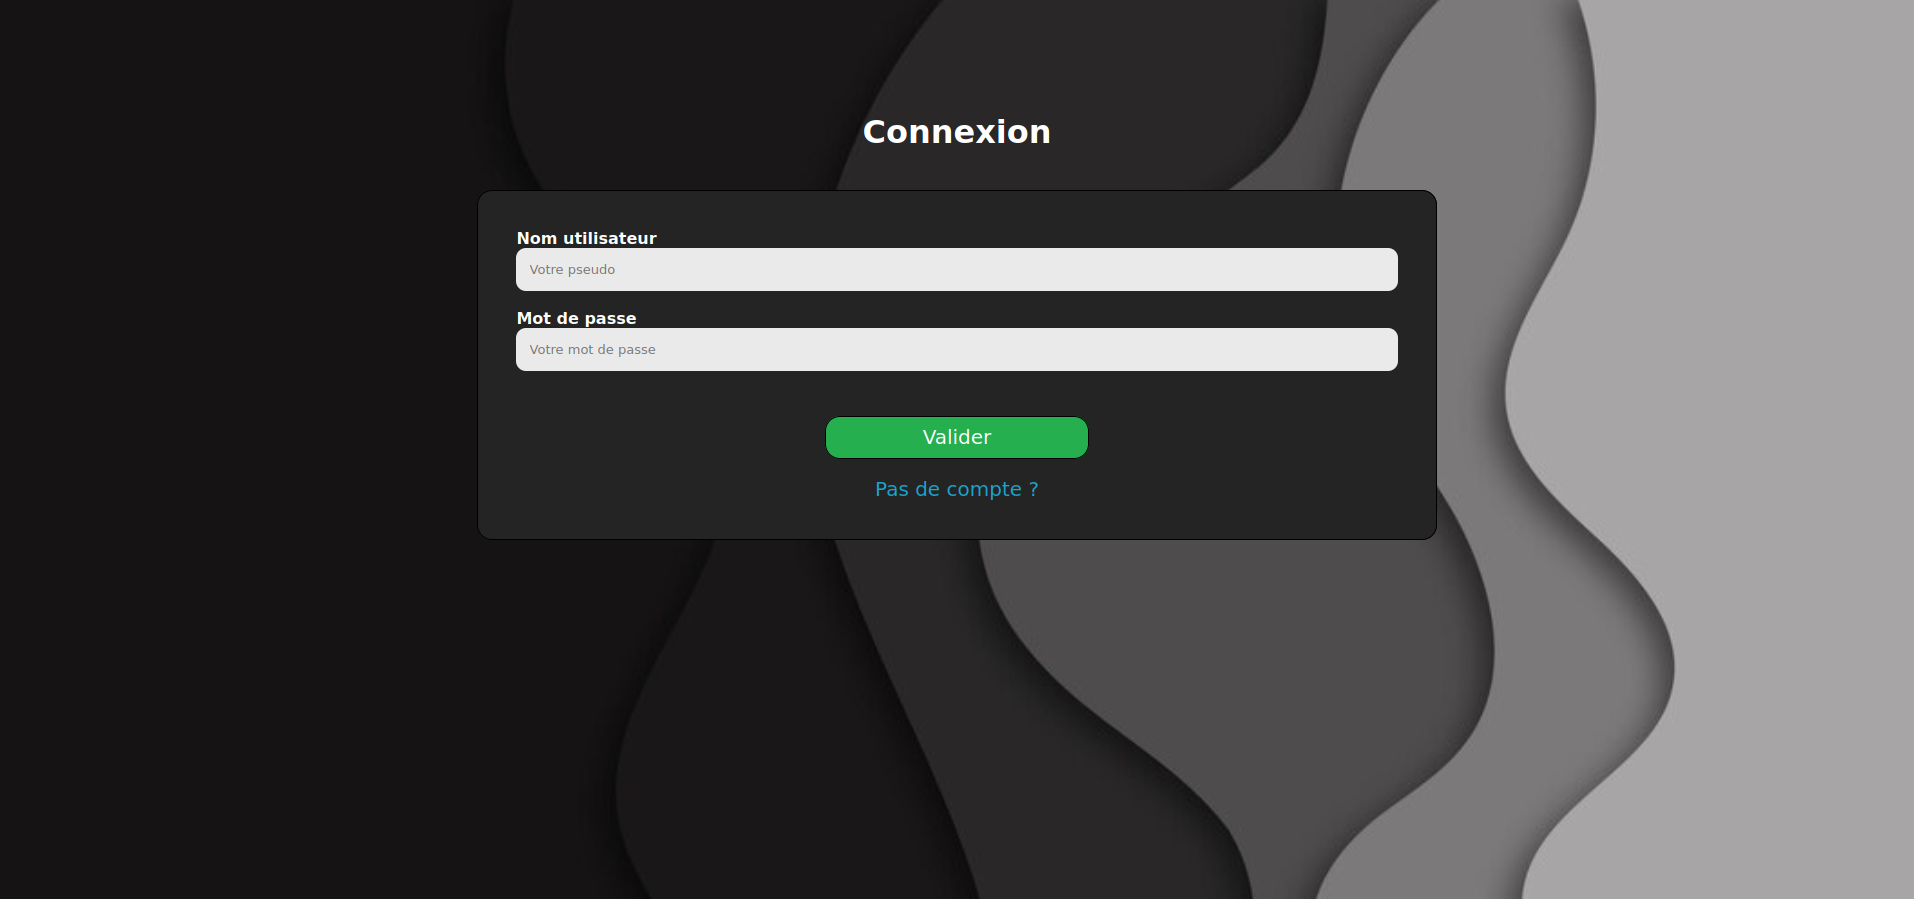 Connexion
Nom utilisateur
Votre pseudo
Mot de passe
Votre mot de passe
Valider
Pas de compte ?